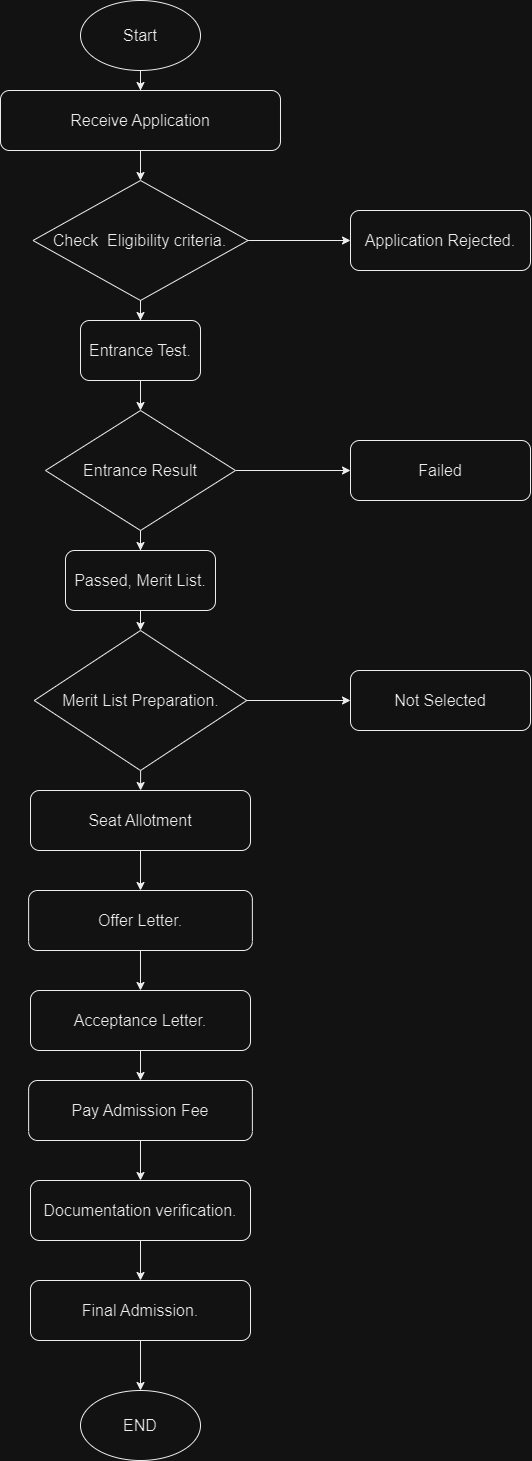 Start
Receive Application
Check  Eligibility criteria.
Application Rejected.
Entrance Test.
Entrance Result
Failed
Passed, Merit List.
Merit List Preparation.
Not Selected
Seat Allotment
Offer Letter.
Acceptance Letter.
Pay Admission Fee
Documentation verification.
Final Admission.
END